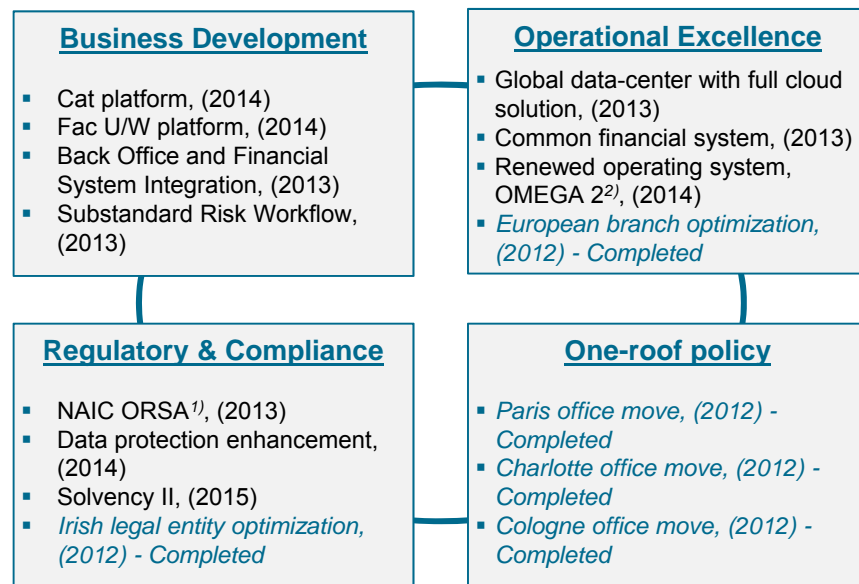 Business Development
▪ Cat platform, (2014)
▪ Fac U/W platform, (2014)
▪ Back Office and Financial
System Integration, (2013)
▪ Substandard Risk Workflow,
(2013)
Operational Excellence
▪ Global data-center with full cloud
solution, (2013)
▪ Common financial system, (2013)
▪ Renewed operating system,
OMEGA 2²⁾, (2014)
▪ European branch optimization,
(2012) - Completed
Regulatory & Compliance
▪ NAIC ORSA¹⁾, (2013)
▪ Data protection enhancement,
(2014)
▪ Solvency II, (2015)
▪ Irish legal entity optimization,
(2012) - Completed
One-roof policy
▪ Paris office move, (2012) -
Completed
▪ Charlotte office move, (2012) -
Completed
▪ Cologne office move, (2012) -
Completed